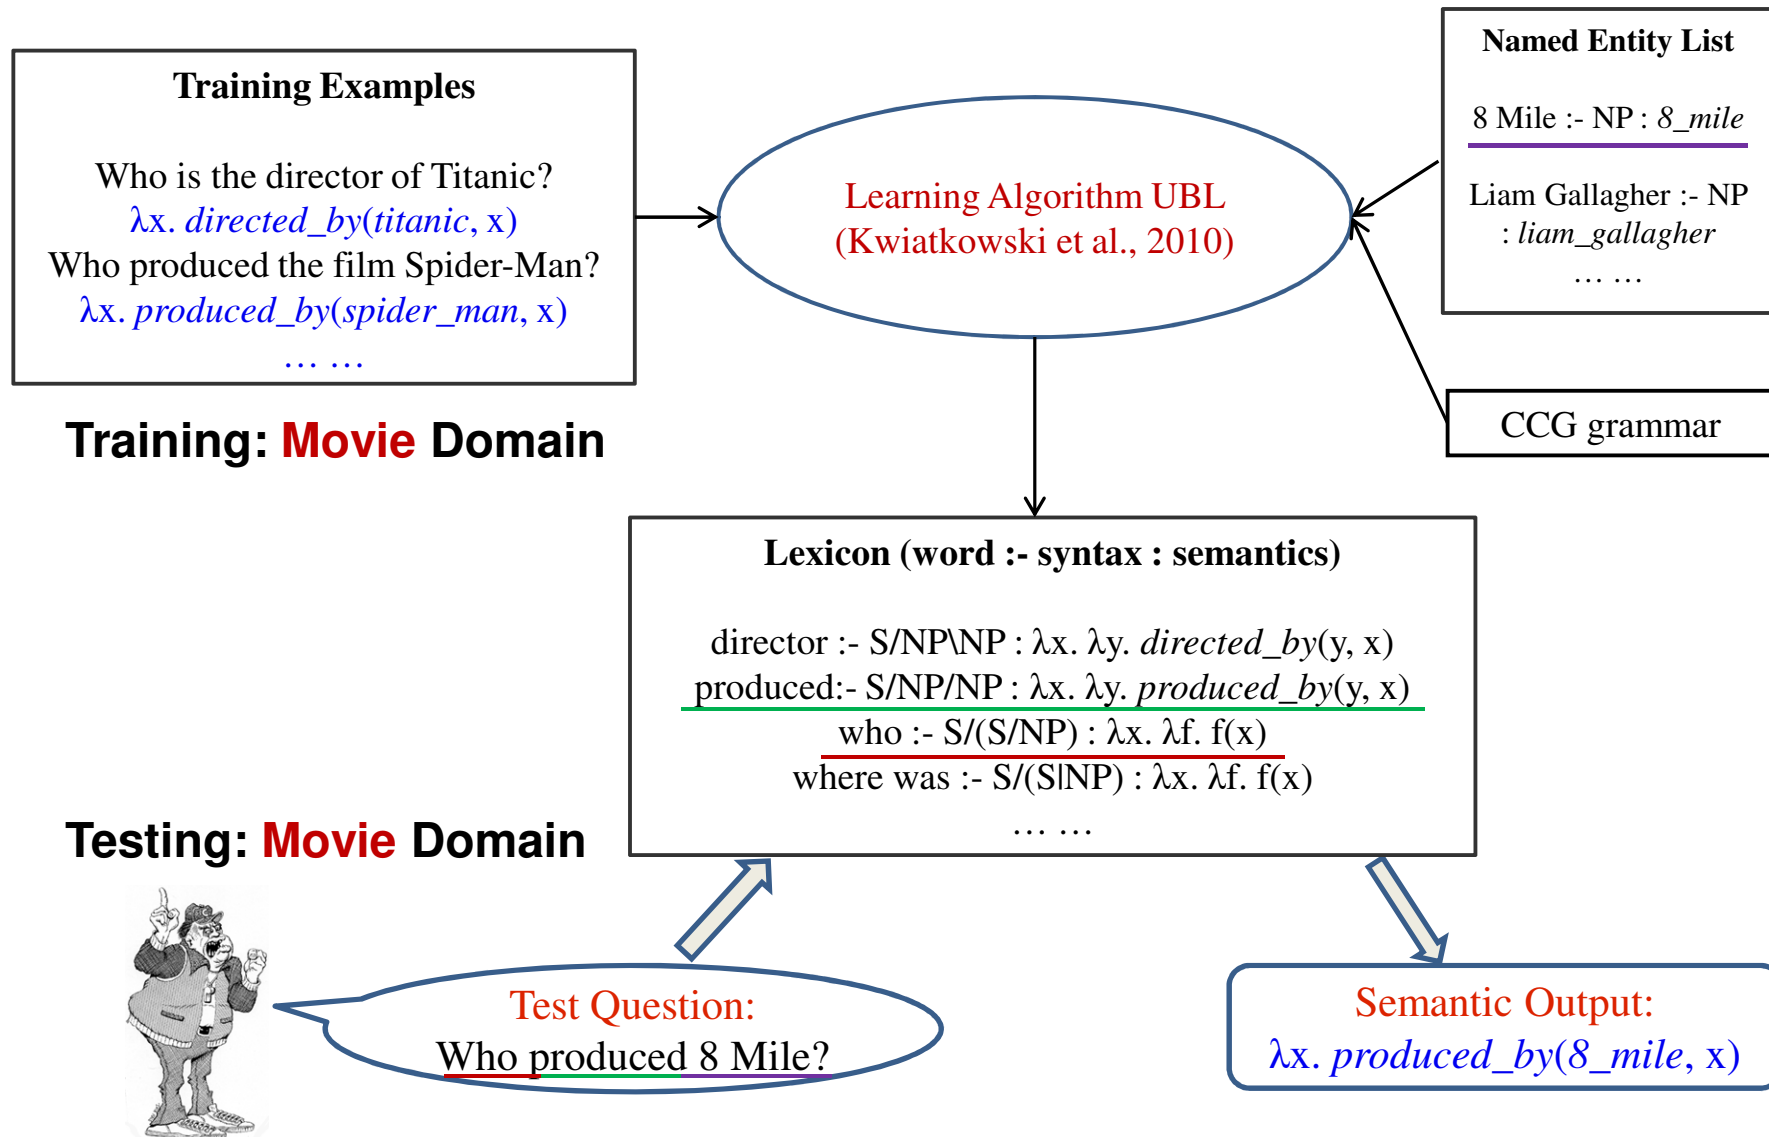 Training Examples
Who is the director of Titanic?
λx. directed_by(titanic, x)
Who produced the film Spider-Man?
λx. produced_by(spider_man, x)
… …
Learning Algorithm UBL
(Kwiatkowski et al., 2010)
Named Entity List
8 Mile :- NP : 8_mile
Liam Gallagher :- NP
: liam_gallagher
… …
CCG grammar
Training: Movie Domain
Lexicon (word :- syntax : semantics)
director :- S/NP\NP : λx. λy. directed_by(y, x)
produced:- S/NP/NP : λx. λy. produced_by(y, x)
who :- S/(S/NP) : λx. λf. f(x)
where was :- S/(S|NP) : λx. λf. f(x)
… …
Testing: Movie Domain
Test Question:
Who produced 8 Mile?
Semantic Output:
λx. produced_by(8_mile, x)